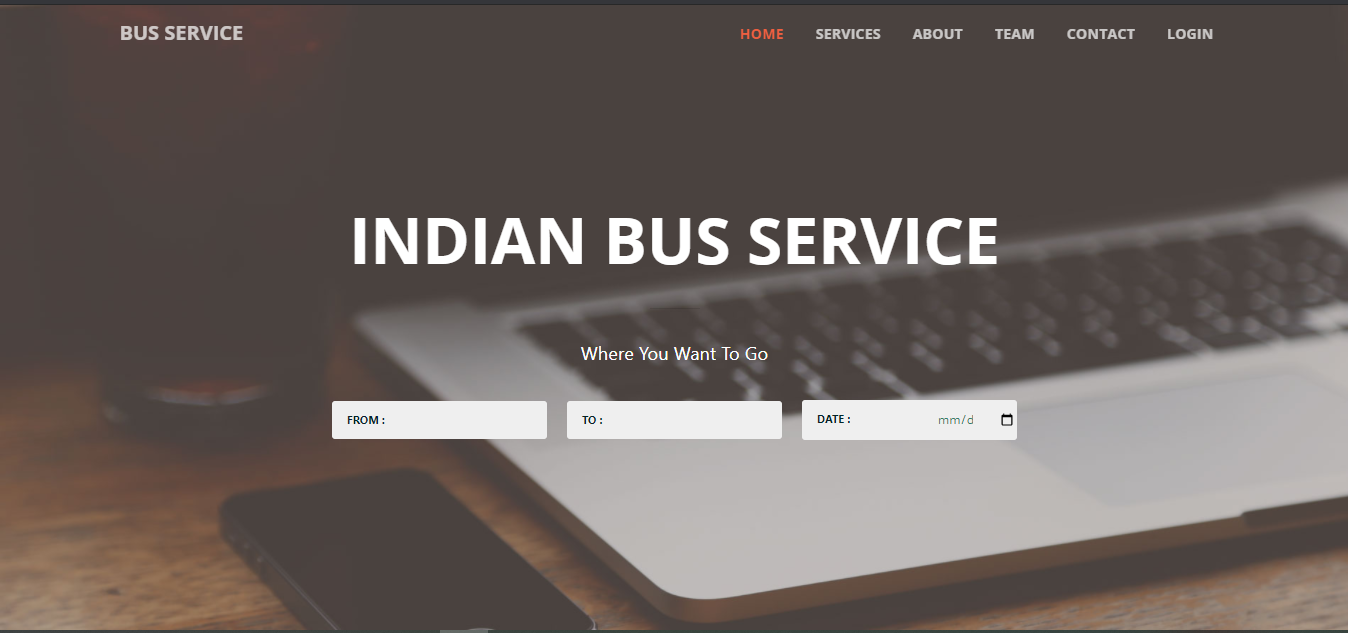 BUS SERVICE
HOME SERVICES ABOUT TEAM CONTACT LOGIN
INDIAN BUS SERVICE
Where You Want To Go
FROM : TO : DATE : mm/d